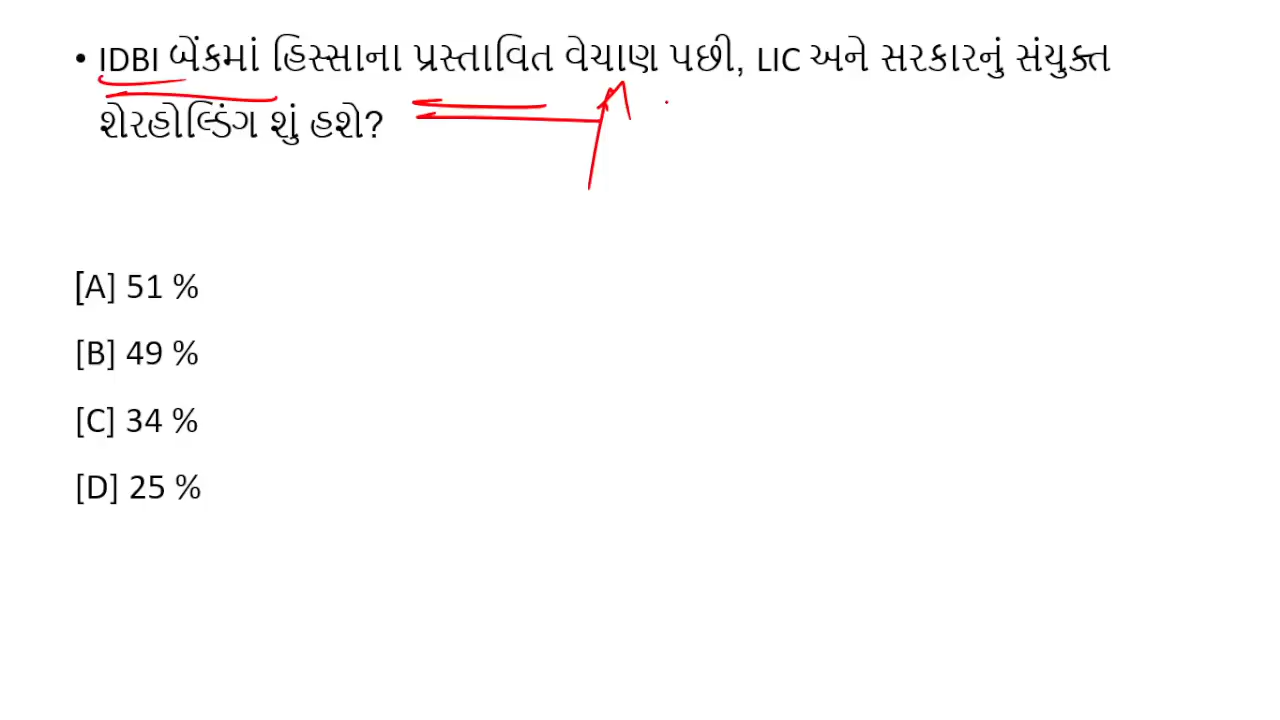 • IDBI બેંકમાં હિસ્સાના પ્રસ્તાવિત વેચાણ પછી, LIC અને સરકારનું સંયુક્ત
શેરહોલ્ડિંગ શું હશે?
[A] 51 %
[B] 49 %
[C] 34 %
[D] 25 %